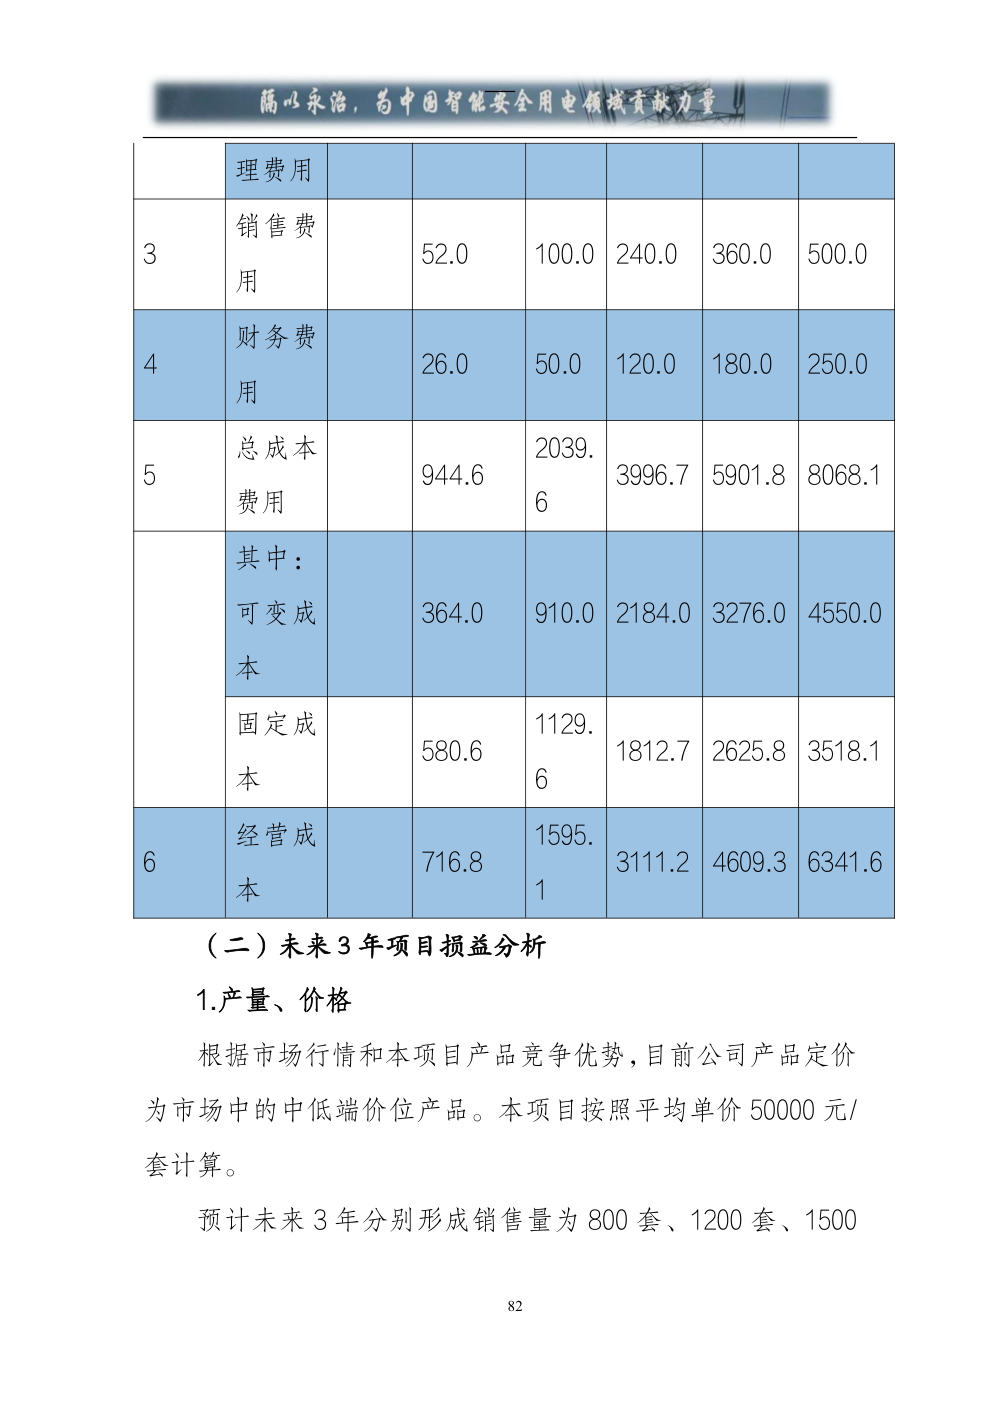 隔以永治，为中国智能安全用电领域贡献力量
理费用
3 销售费用 52.0 100.0 240.0 360.0 500.0
4 财务费用 26.0 50.0 120.0 180.0 250.0
5 总成本费用 944.6 2039.6 3996.7 5901.8 8068.1
其中：可变成本 364.0 910.0 2184.0 3276.0 4550.0
固定成本 580.6 1129.6 1812.7 2625.8 3518.1
6 经营成本 716.8 1595.1 3111.2 4609.3 6341.6
（二）未来3年项目损益分析
1.产量、价格
根据市场行情和本项目产品竞争优势，目前公司产品定价
为市场中的中低端价位产品。本项目按照平均单价50000元/
套计算。
预计未来3年分别形成销售量为800套、1200套、1500
82